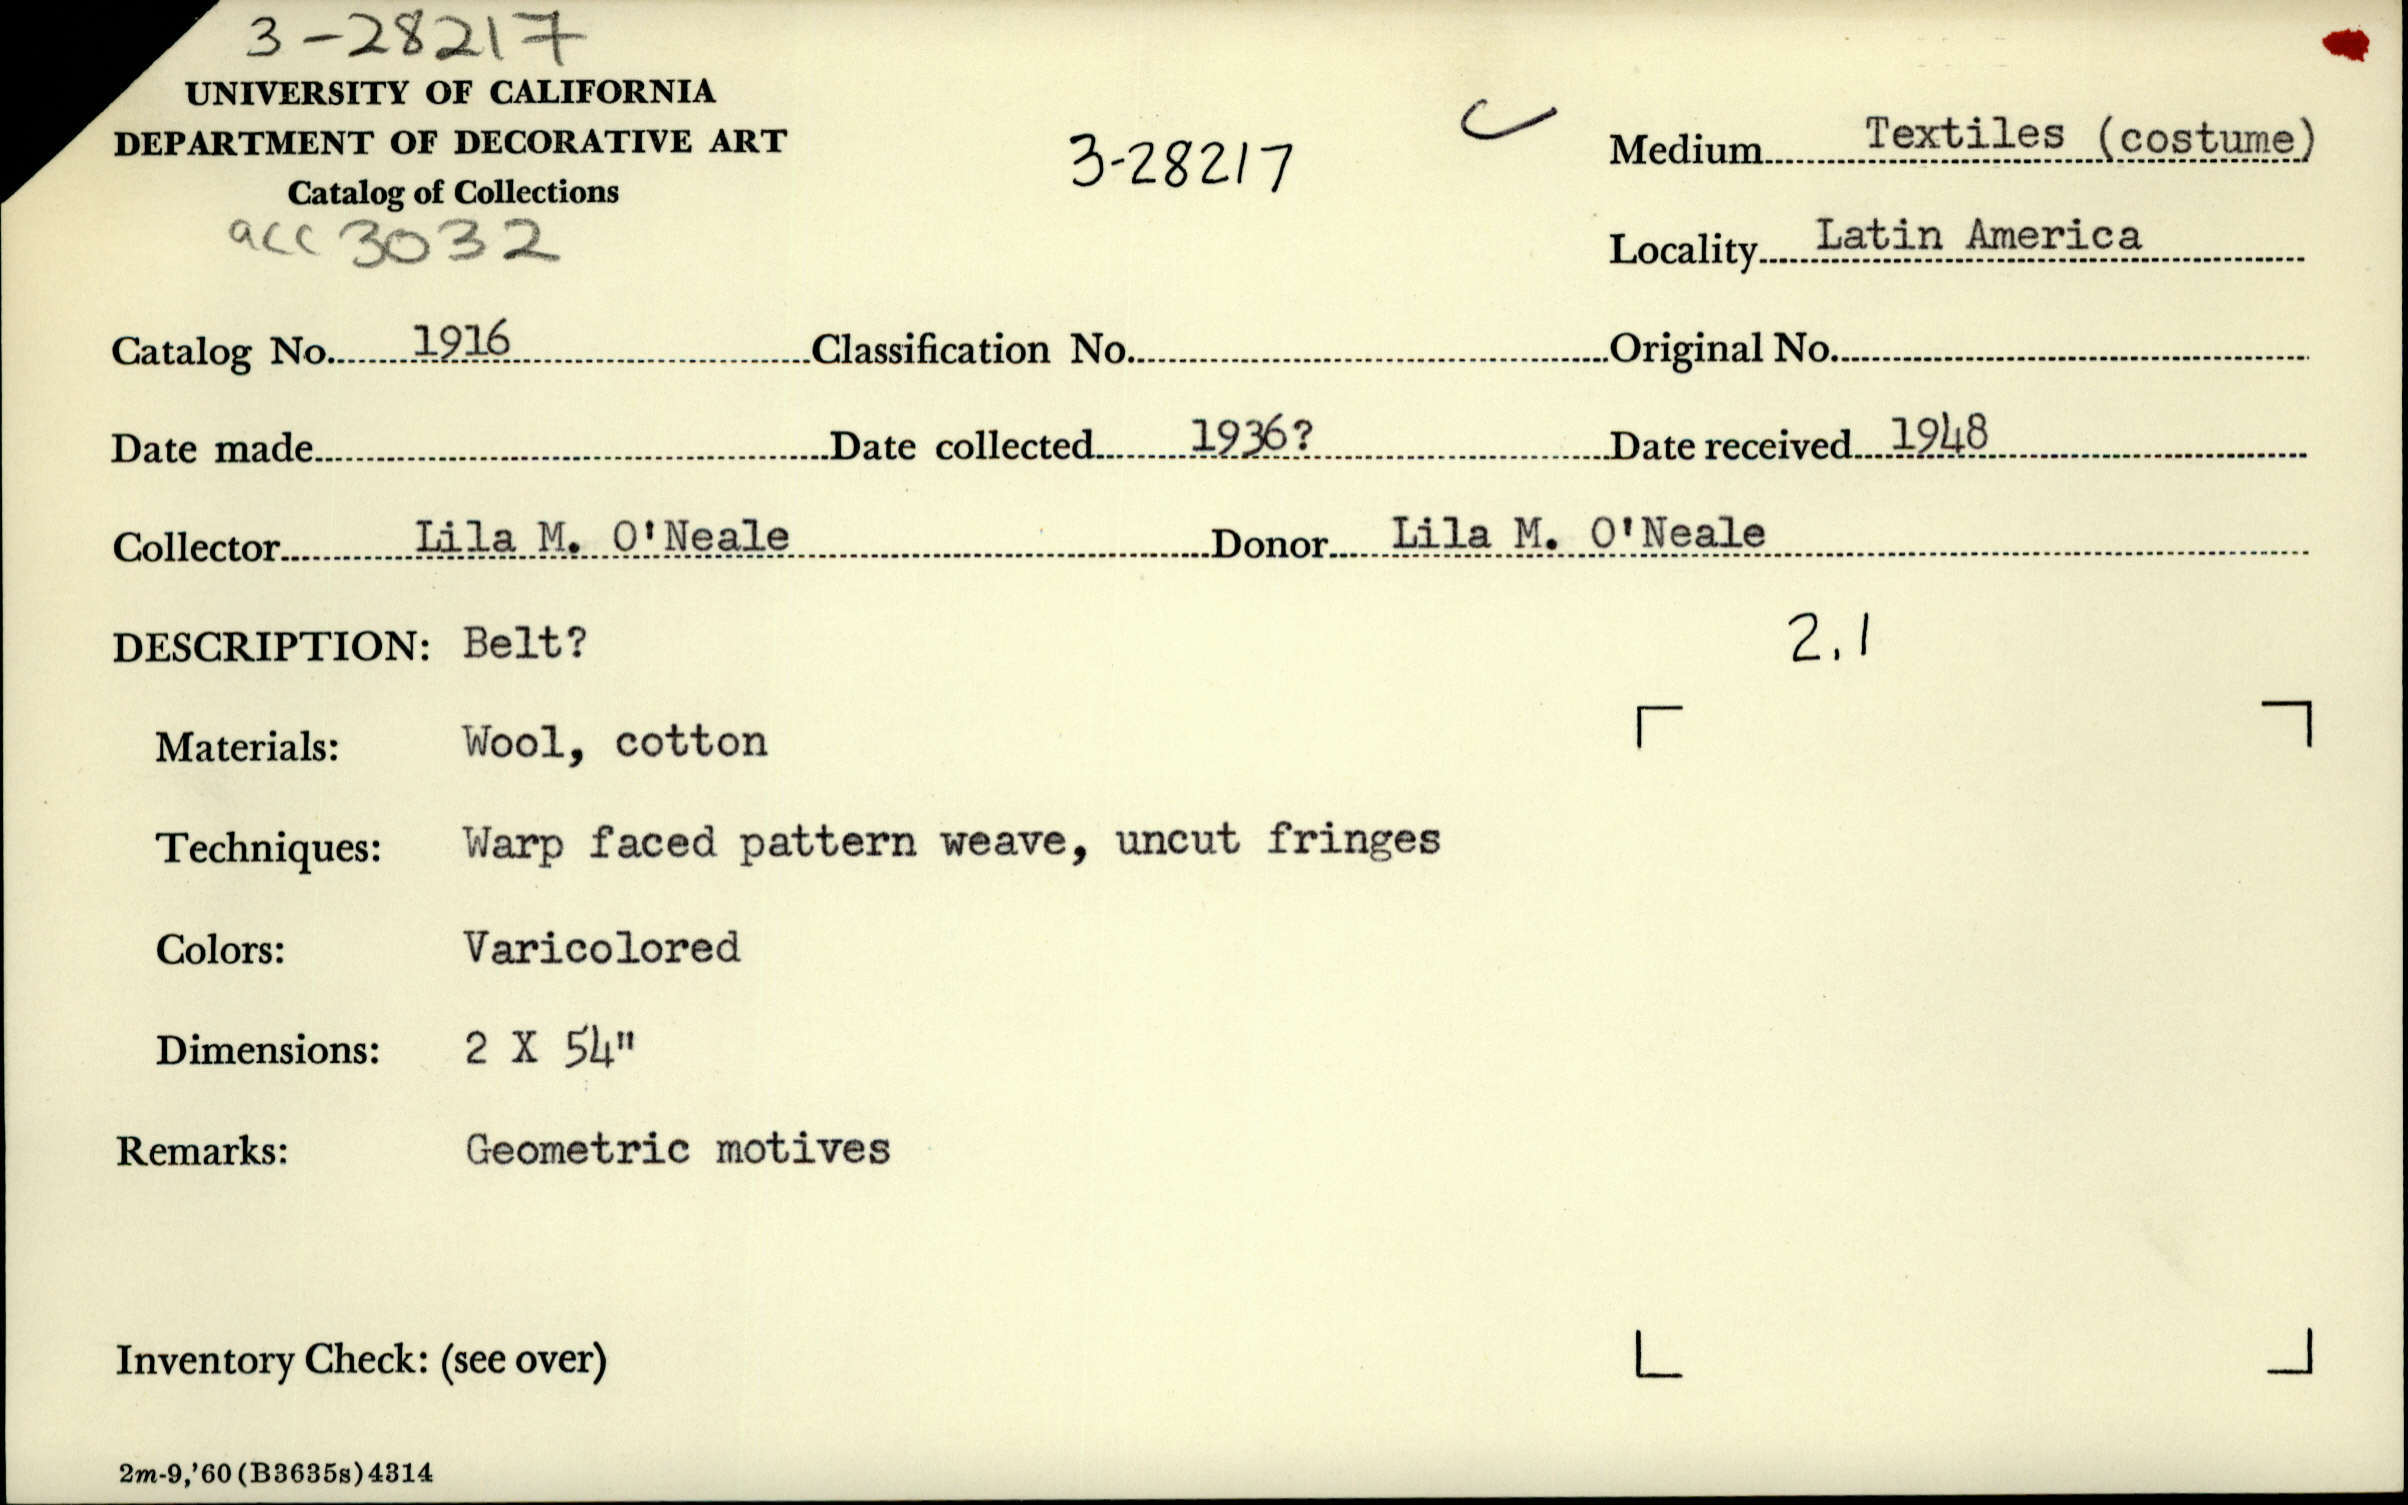 3-28217
UNIVERSITY OF CALIFORNIA
DEPARTMENT OF DECORATIVE ART
Catalog of Collections
acc 3032
3-28217
Medium Textiles (costume)
Locality Latin America
Catalog No. 1916 Classification No. Original No.
Date made Date collected 1936? Date received 1948
Collector Lila M. O'Neale Donor Lila M. O'Neale
DESCRIPTION: Belt?
2.1
Materials: Wool, cotton
Techniques: Warp faced pattern weave, uncut fringes
Colors: Varicolored
Dimensions: 2 X 54"
Remarks: Geometric motives
Inventory Check: (see over)
2m-9,'60(B3635s)4314